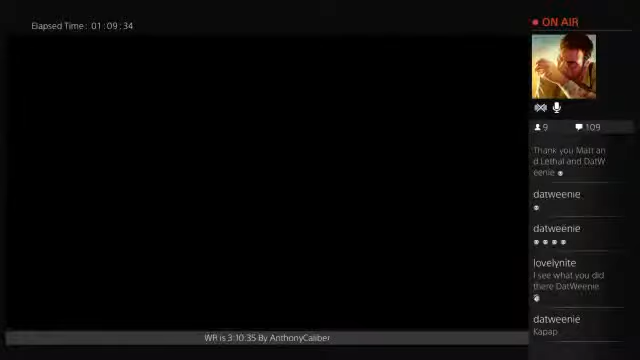 Elapsed Time : 01:09:34
ON AIR
9
109
Thank you Matt an
d Lethal and DatW
eenie
datweenie
datweenie
lovelynite
I see what you did
there DatWeenie
datweenie
Kapap
WR is 3:10:35 By AnthonyCaliber